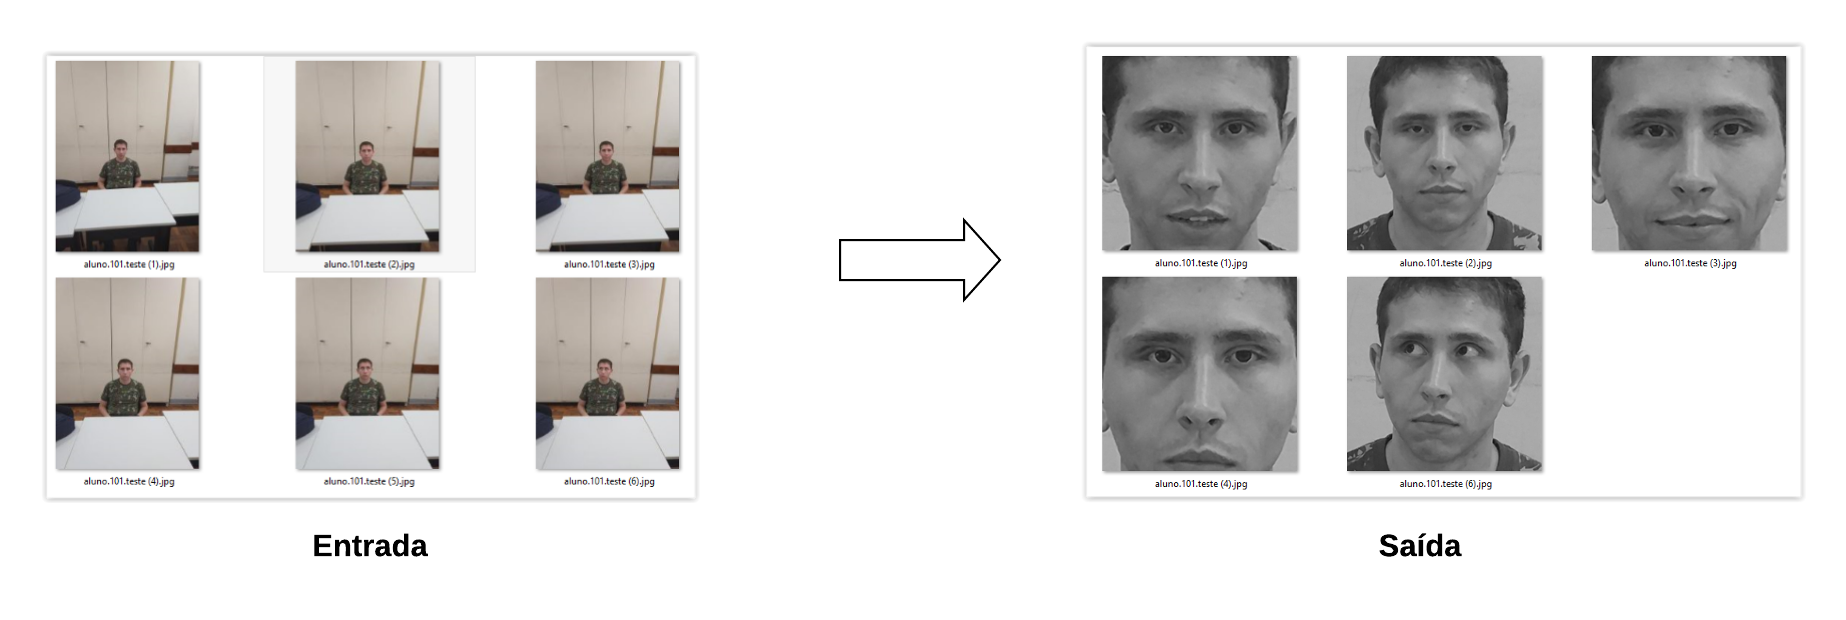 aluno.101.teste (1).jpg
aluno.101.teste (2).jpg
aluno.101.teste (3).jpg
aluno.101.teste (4).jpg
aluno.101.teste (5).jpg
aluno.101.teste (6).jpg
Entrada
aluno.101.teste (1).jpg
aluno.101.teste (2).jpg
aluno.101.teste (3).jpg
aluno.101.teste (4).jpg
aluno.101.teste (6).jpg
Saída